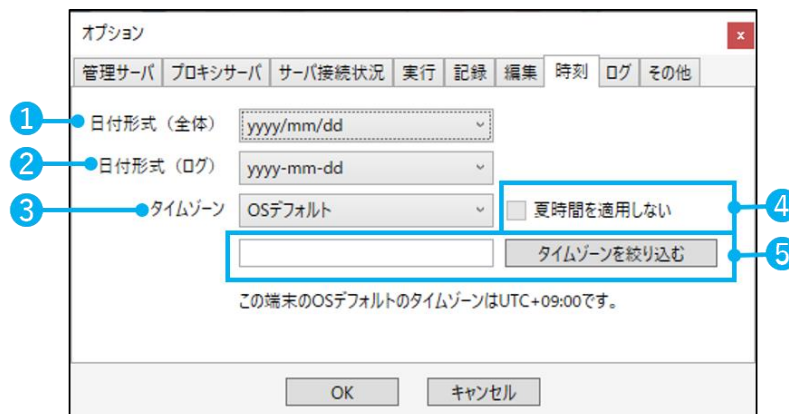 オプション
x
管理サーバ プロキシサーバ サーバ接続状況 実行 記録 編集 時刻 ログ その他
1 日付形式（全体） yyyy/mm/dd
2 日付形式（ログ） yyyy-mm-dd
3 タイムゾーン OSデフォルト 夏時間を適用しない 4
タイムゾーンを絞り込む 5
この端末のOSデフォルトのタイムゾーンはUTC+09:00です。
OK キャンセル